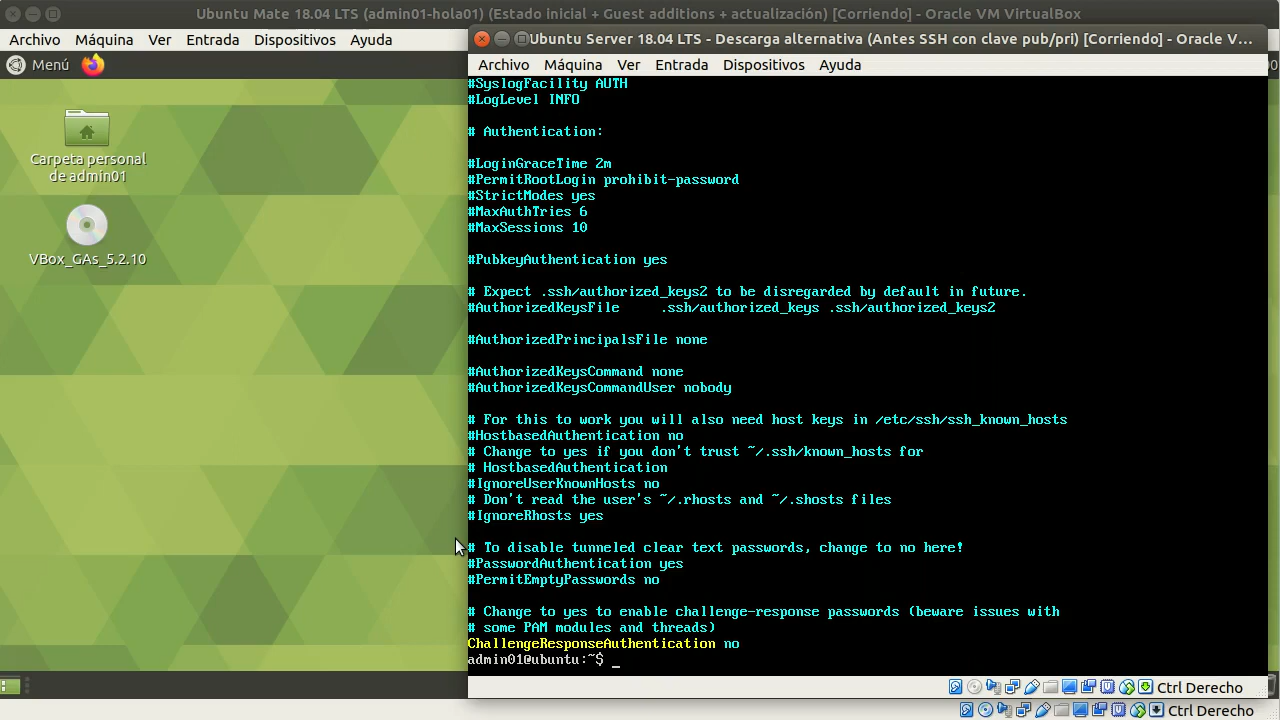 Ubuntu Mate 18.04 LTS (admin01-hola01) (Estado inicial + Guest additions + actualización) [Corriendo] - Oracle VM VirtualBox
Archivo Máquina Ver Entrada Dispositivos Ayuda
Menú
Carpeta personal
de admin01
VBox_GAs_5.2.10
Ubuntu Server 18.04 LTS - Descarga alternativa (Antes SSH con clave pub/pri) [Corriendo] - Oracle V...
Archivo Máquina Ver Entrada Dispositivos Ayuda
#SyslogFacility AUTH
#LogLevel INFO
# Authentication:
#LoginGraceTime 2m
#PermitRootLogin prohibit-password
#StrictModes yes
#MaxAuthTries 6
#MaxSessions 10
#PubkeyAuthentication yes
# Expect .ssh/authorized_keys2 to be disregarded by default in future.
#AuthorizedKeysFile     .ssh/authorized_keys .ssh/authorized_keys2
#AuthorizedPrincipalsFile none
#AuthorizedKeysCommand none
#AuthorizedKeysCommandUser nobody
# For this to work you will also need host keys in /etc/ssh/ssh_known_hosts
#HostbasedAuthentication no
# Change to yes if you don't trust ~/.ssh/known_hosts for
# HostbasedAuthentication
#IgnoreUserKnownHosts no
# Don't read the user's ~/.rhosts and ~/.shosts files
#IgnoreRhosts yes
# To disable tunneled clear text passwords, change to no here!
#PasswordAuthentication yes
#PermitEmptyPasswords no
# Change to yes to enable challenge-response passwords (beware issues with
# some PAM modules and threads)
ChallengeResponseAuthentication no
admin01@ubuntu:~$ _
Ctrl Derecho
Ctrl Derecho